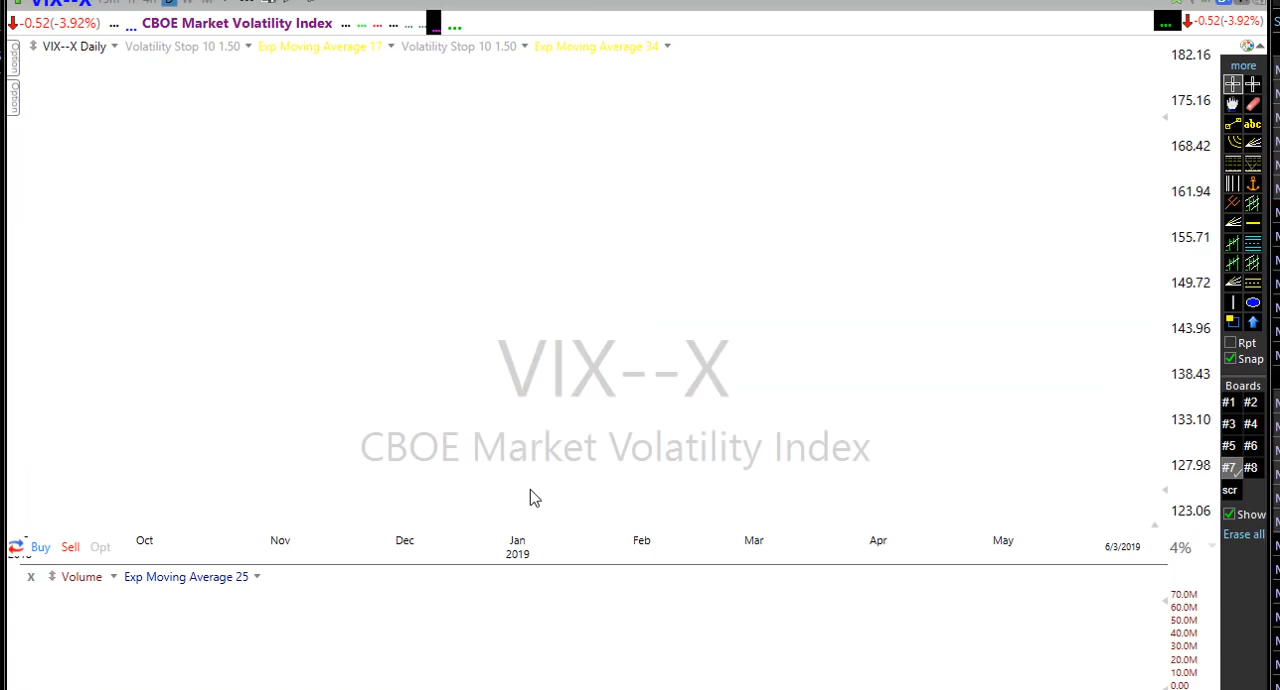 -0.52(-3.92%) ... ... CBOE Market Volatility Index ... ... ... ... ... ... ... ... ... -0.52(-3.92%)
VIX--X Daily Volatility Stop 10 1.50 Exp Moving Average 17 Volatility Stop 10 1.50 Exp Moving Average 34
Option
Option
182.16
175.16
168.42
161.94
155.71
149.72
143.96
138.43
133.10
127.98
123.06
4%
more
abc
Rpt
Snap
Boards
#1 #2
#3 #4
#5 #6
#7 #8
scr
Show
Erase all
VIX--X
CBOE Market Volatility Index
Buy Sell Opt
Oct Nov Dec Jan Feb Mar Apr May 6/3/2019
2019
X Volume Exp Moving Average 25
70.0M
60.0M
50.0M
40.0M
30.0M
20.0M
10.0M
0.00